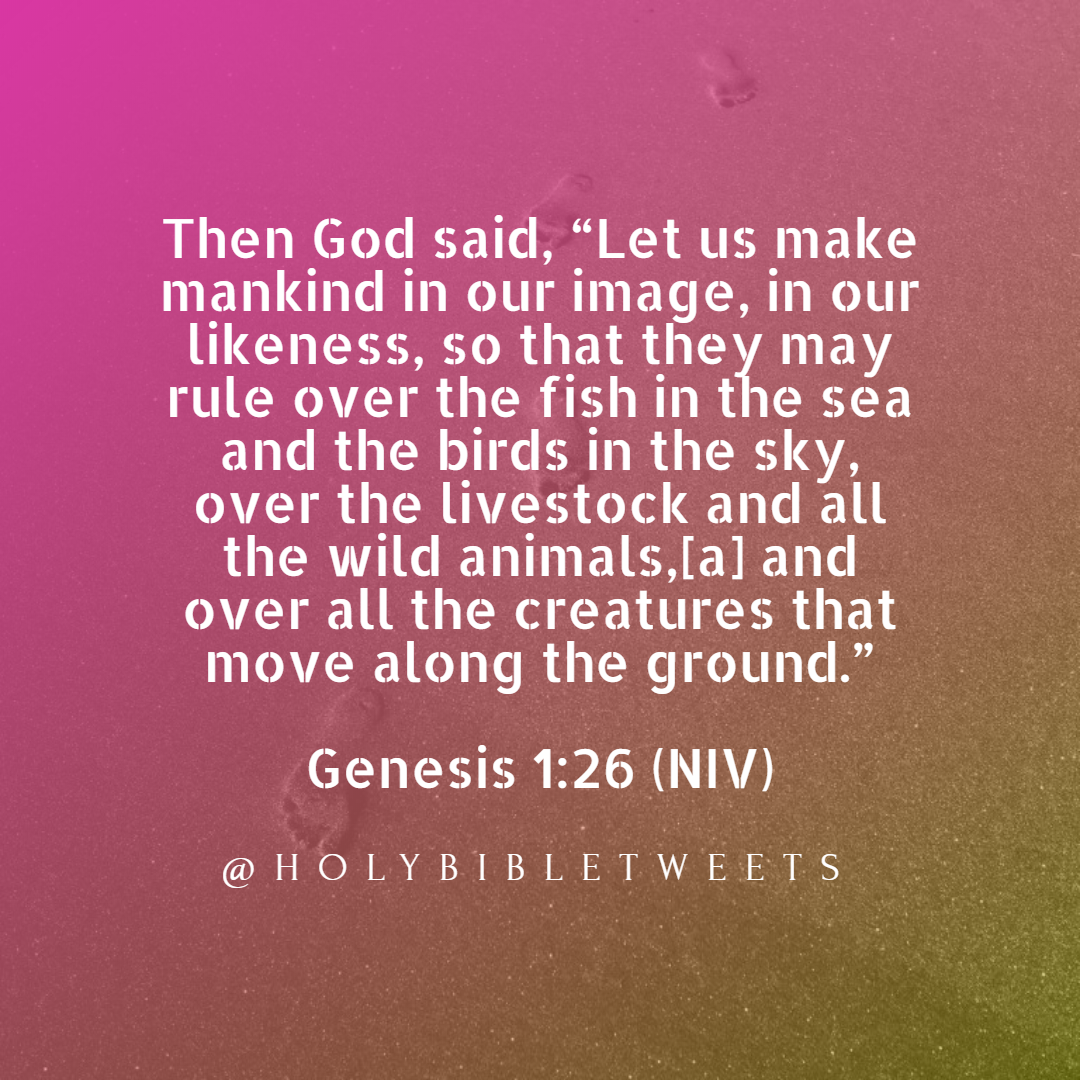 Then God said, “Let us make
mankind in our image, in our
likeness, so that they may
rule over the fish in the sea
and the birds in the sky,
over the livestock and all
the wild animals,[a] and
over all the creatures that
move along the ground.”
Genesis 1:26 (NIV)
@HOLYBIBLETWEETS